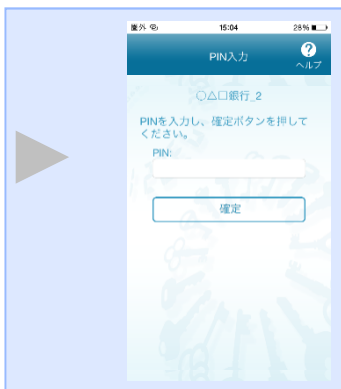 圏外 15:04 28%
PIN入力
?
ヘルプ
○△□銀行_2
PINを入力し、確定ボタンを押して
ください。
PIN:
確定